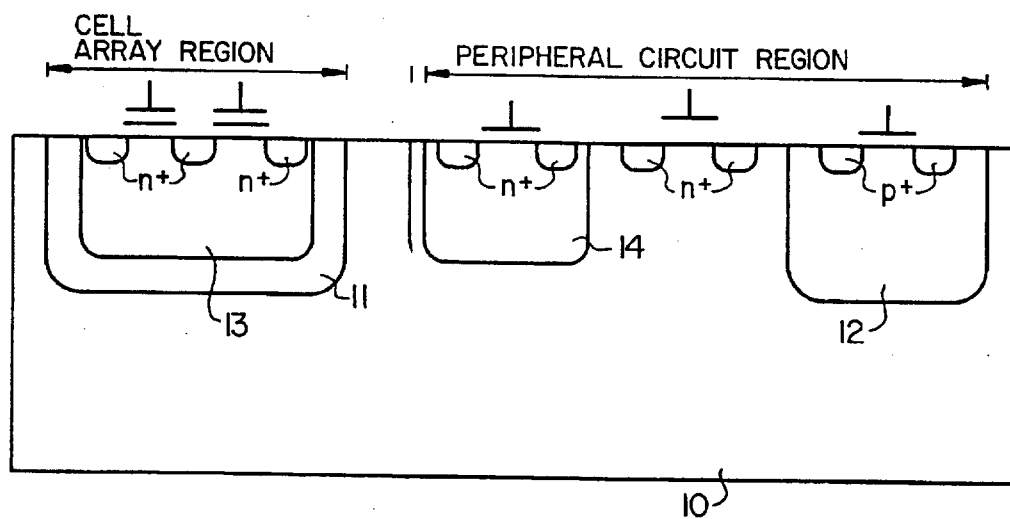 CELL
ARRAY REGION
PERIPHERAL CIRCUIT REGION
n+ n+ n+ n+ p+
14
11
13
12
10